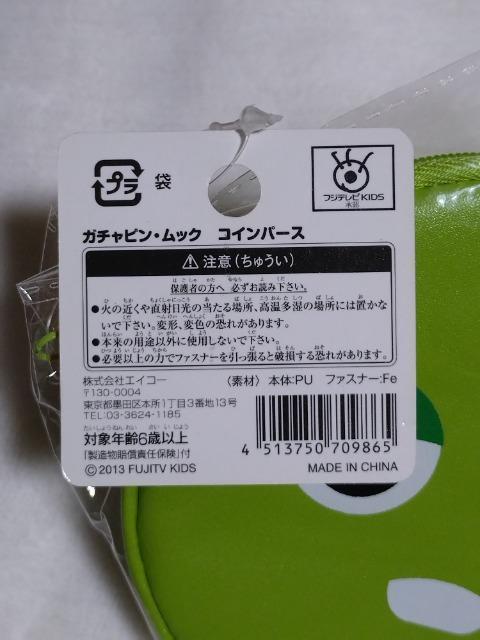 プラ 袋
フジテレビKIDS
承認
ガチャピン・ムック コインパース
⚠ 注意（ちゅうい）
保護者の方へ 必ずお読み下さい。
●火の近くや直射日光の当たる場所、高温多湿の場所には置かな
いで下さい。変形、変色の恐れがあります。
●本来の用途以外に使用しないで下さい。
●必要以上の力でファスナーを引っ張ると破損する恐れがあります。
株式会社エイコー
〒130-0004
東京都墨田区本所1丁目3番地13号
TEL:03-3624-1185
（素材） 本体:PU ファスナー:Fe
対象年齢6歳以上
「製造物賠償責任保険」付
© 2013 FUJITV KIDS
4 513750 709865
MADE IN CHINA